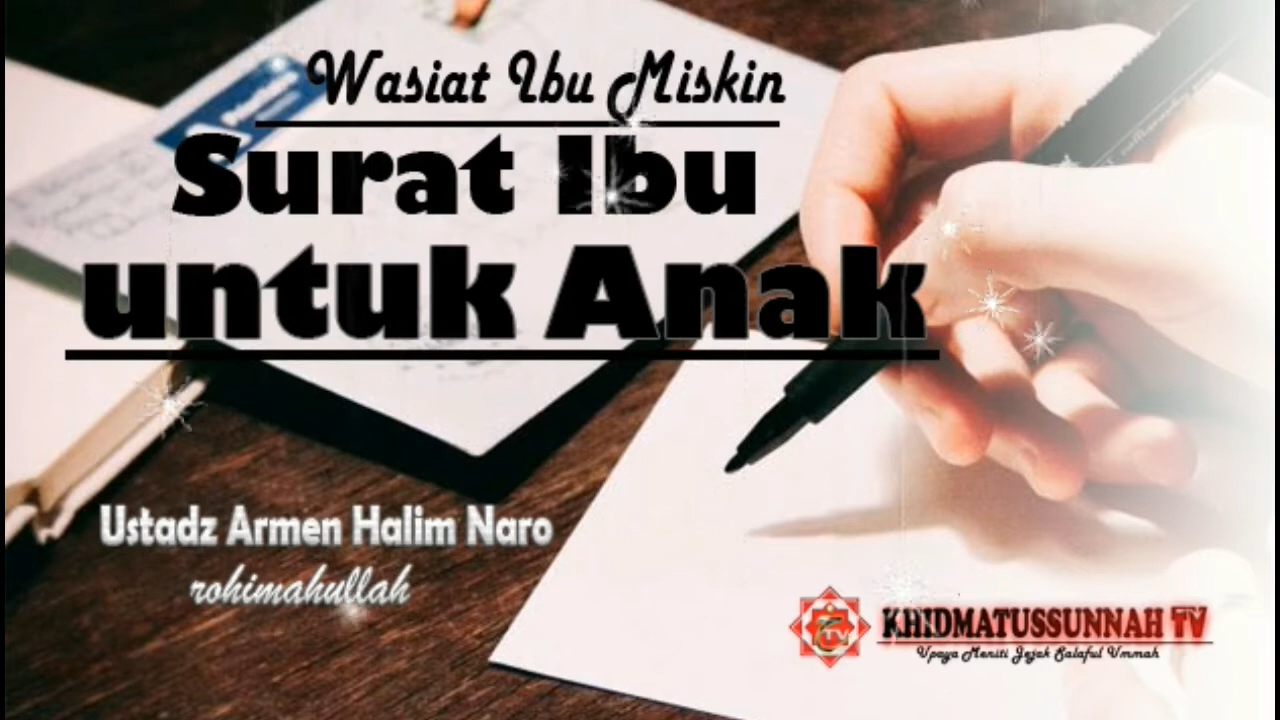 Wasiat Ibu Miskin
Surat Ibu
untuk Anak
Ustadz Armen Halim Naro
rohimahullah
TV
KHIDMATUSSUNNAH TV
Upaya Meniti Jejak Salaful Ummah